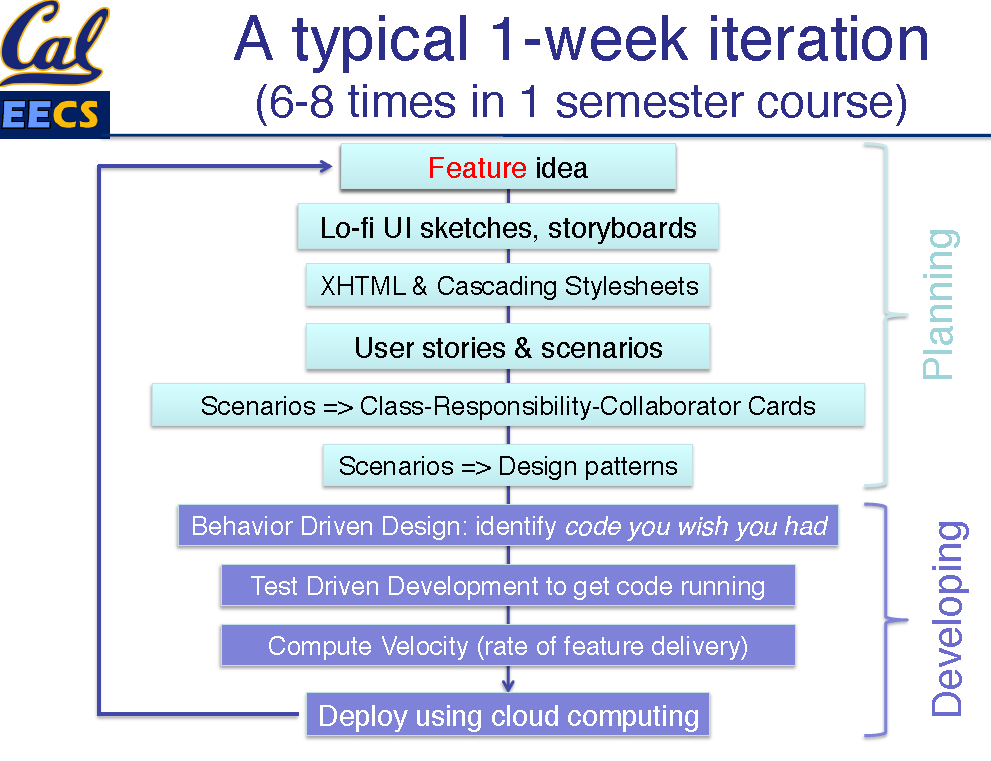 Cal
EECS
A typical 1-week iteration
(6-8 times in 1 semester course)
Feature idea
Lo-fi UI sketches, storyboards
XHTML & Cascading Stylesheets
User stories & scenarios
Scenarios => Class-Responsibility-Collaborator Cards
Scenarios => Design patterns
Planning
Behavior Driven Design: identify code you wish you had
Test Driven Development to get code running
Compute Velocity (rate of feature delivery)
Deploy using cloud computing
Developing